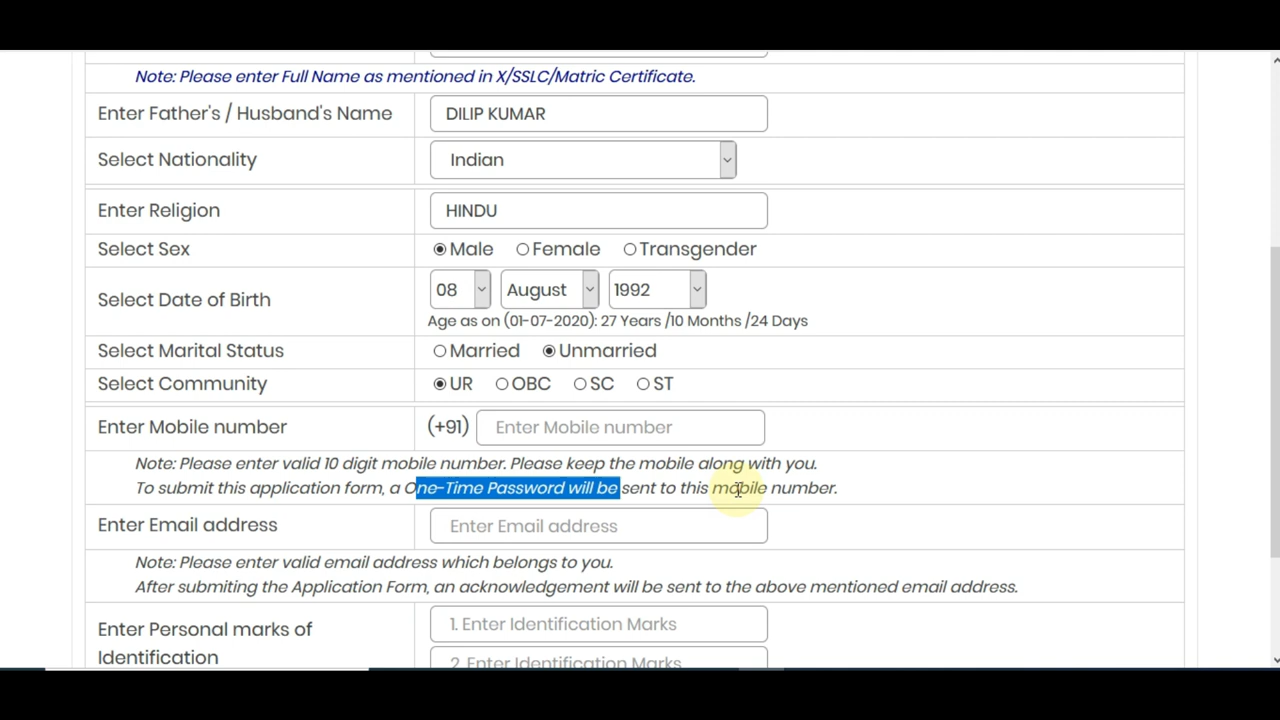 Note: Please enter Full Name as mentioned in X/SSLC/Matric Certificate.
Enter Father's / Husband's Name DILIP KUMAR
Select Nationality Indian
Enter Religion HINDU
Select Sex Male Female Transgender
Select Date of Birth 08 August 1992
Age as on (01-07-2020): 27 Years /10 Months /24 Days
Select Marital Status Married Unmarried
Select Community UR OBC SC ST
Enter Mobile number (+91) Enter Mobile number
Note: Please enter valid 10 digit mobile number. Please keep the mobile along with you.
To submit this application form, a One-Time Password will be sent to this mobile number.
Enter Email address Enter Email address
Note: Please enter valid email address which belongs to you.
After submiting the Application Form, an acknowledgement will be sent to the above mentioned email address.
Enter Personal marks of Identification
1. Enter Identification Marks
2. Enter Identification Marks